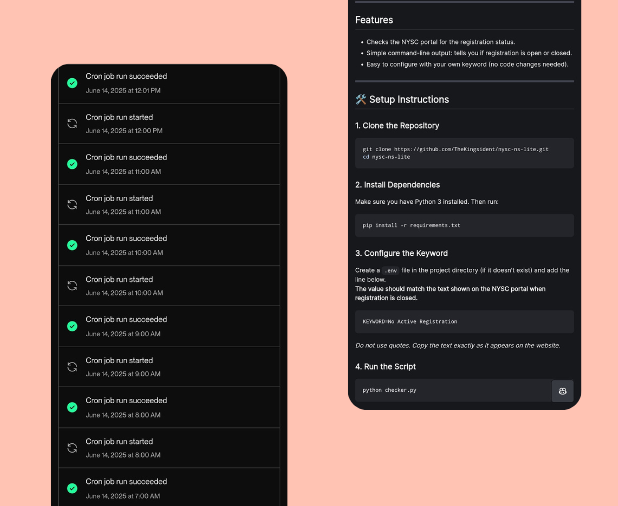 Cron job run succeeded
June 14, 2025 at 12:01 PM
Cron job run started
June 14, 2025 at 12:00 PM
Cron job run succeeded
June 14, 2025 at 11:00 AM
Cron job run started
June 14, 2025 at 11:00 AM
Cron job run succeeded
June 14, 2025 at 10:00 AM
Cron job run started
June 14, 2025 at 10:00 AM
Cron job run succeeded
June 14, 2025 at 9:00 AM
Cron job run started
June 14, 2025 at 9:00 AM
Cron job run succeeded
June 14, 2025 at 8:00 AM
Cron job run started
June 14, 2025 at 8:00 AM
Cron job run succeeded
June 14, 2025 at 7:00 AM
Features
• Checks the NYSC portal for the registration status.
• Simple command-line output: tells you if registration is open or closed.
• Easy to configure with your own keyword (no code changes needed).
🛠️ Setup Instructions
1. Clone the Repository
git clone https://github.com/TheKingsident/nysc-ns-lite.git
cd nysc-ns-lite
2. Install Dependencies
Make sure you have Python 3 installed. Then run:
pip install -r requirements.txt
3. Configure the Keyword
Create a .env file in the project directory (if it doesn't exist) and add the
line below.
The value should match the text shown on the NYSC portal when
registration is closed.
KEYWORD=No Active Registration
Do not use quotes. Copy the text exactly as it appears on the website.
4. Run the Script
python checker.py